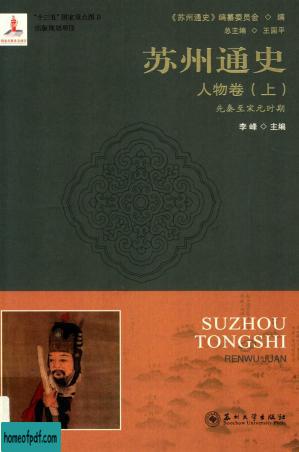 "十三五"国家重点图书
出版规划项目
《苏州通史》编纂委员会 ◇ 编
总主编 ◇ 王国平
苏州通史
人物卷（上）
先秦至宋元时期
李峰 ◇ 主编
SUZHOU
TONGSHI
RENWU JUAN
苏州大学出版社
Soochow University Press
homeofpdf.com